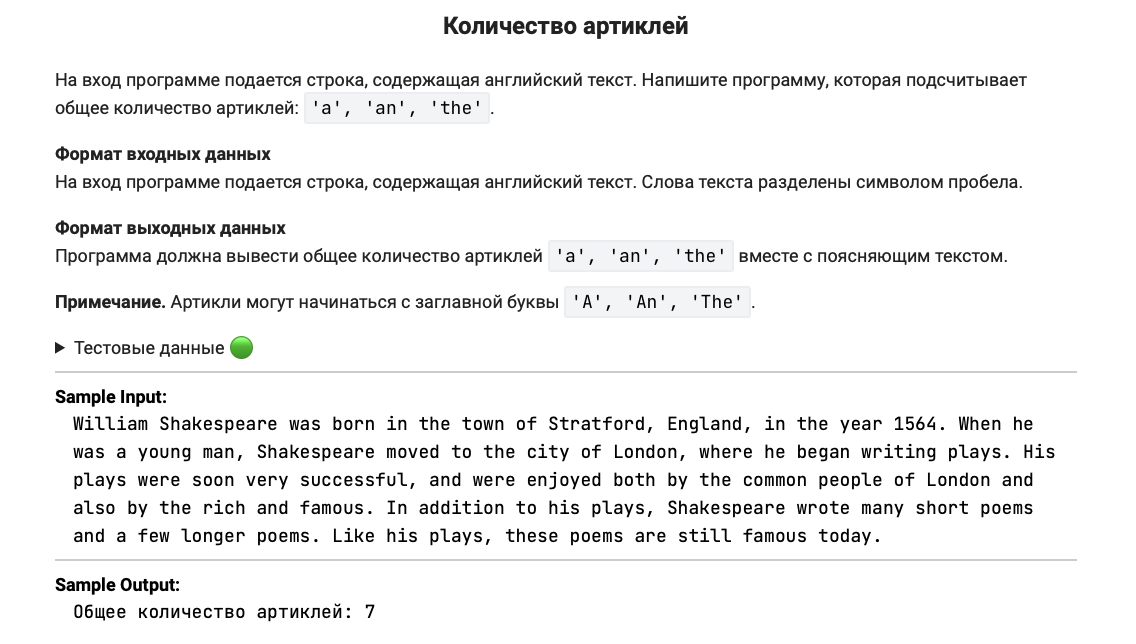 Количество артиклей
На вход программе подается строка, содержащая английский текст. Напишите программу, которая подсчитывает
общее количество артиклей: 'a', 'an', 'the'.
Формат входных данных
На вход программе подается строка, содержащая английский текст. Слова текста разделены символом пробела.
Формат выходных данных
Программа должна вывести общее количество артиклей 'a', 'an', 'the' вместе с поясняющим текстом.
Примечание. Артикли могут начинаться с заглавной буквы 'A', 'An', 'The'.
Тестовые данные
Sample Input:
William Shakespeare was born in the town of Stratford, England, in the year 1564. When he
was a young man, Shakespeare moved to the city of London, where he began writing plays. His
plays were soon very successful, and were enjoyed both by the common people of London and
also by the rich and famous. In addition to his plays, Shakespeare wrote many short poems
and a few longer poems. Like his plays, these poems are still famous today.
Sample Output:
Общее количество артиклей: 7